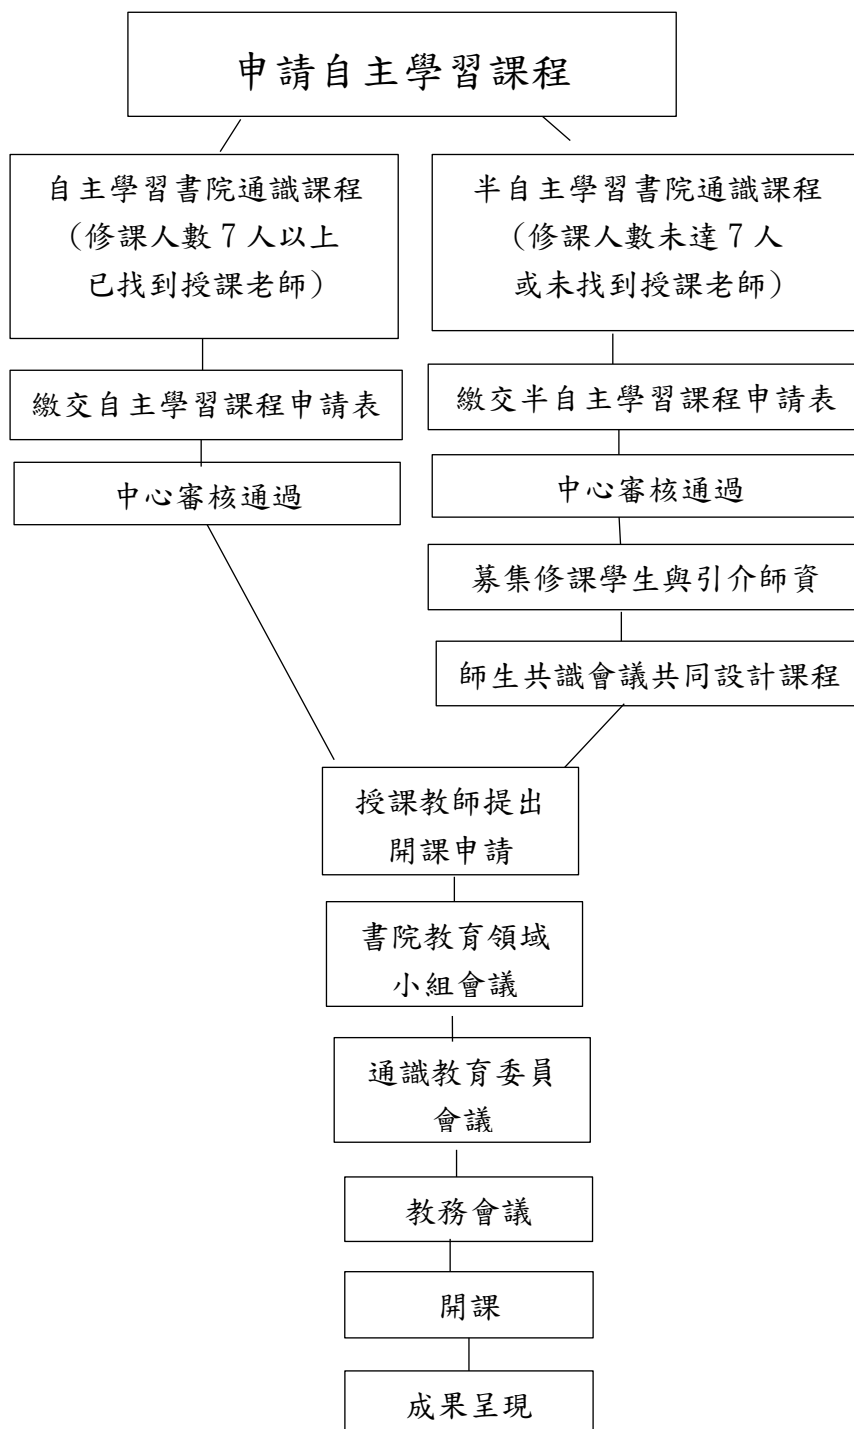 申請自主學習課程
自主學習書院通識課程
（修課人數 7 人以上
已找到授課老師）
半自主學習書院通識課程
（修課人數未達 7 人
或未找到授課老師）
繳交自主學習課程申請表
繳交半自主學習課程申請表
中心審核通過
中心審核通過
募集修課學生與引介師資
師生共識會議共同設計課程
授課教師提出
開課申請
書院教育領域
小組會議
通識教育委員
會議
教務會議
開課
成果呈現